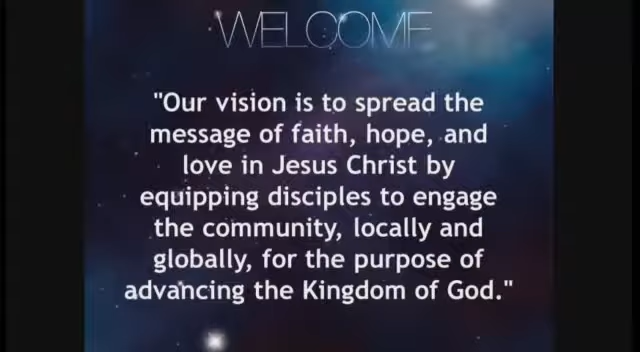 WELCOME
"Our vision is to spread the
message of faith, hope, and
love in Jesus Christ by
equipping disciples to engage
the community, locally and
globally, for the purpose of
advancing the Kingdom of God."